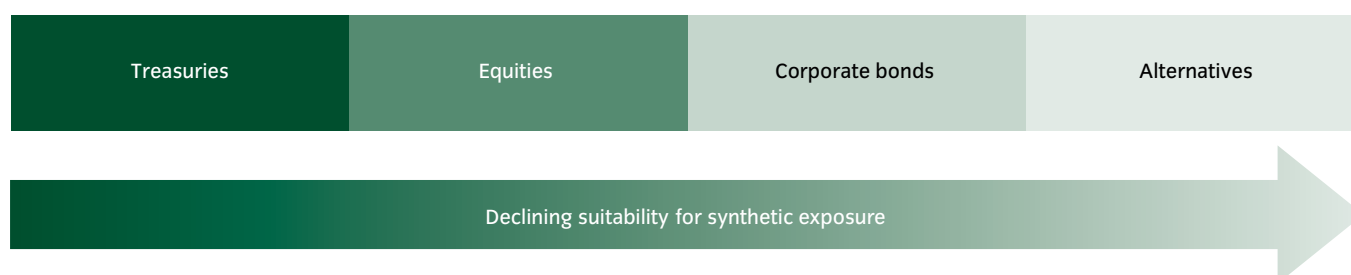 Treasuries Equities Corporate bonds Alternatives
Declining suitability for synthetic exposure